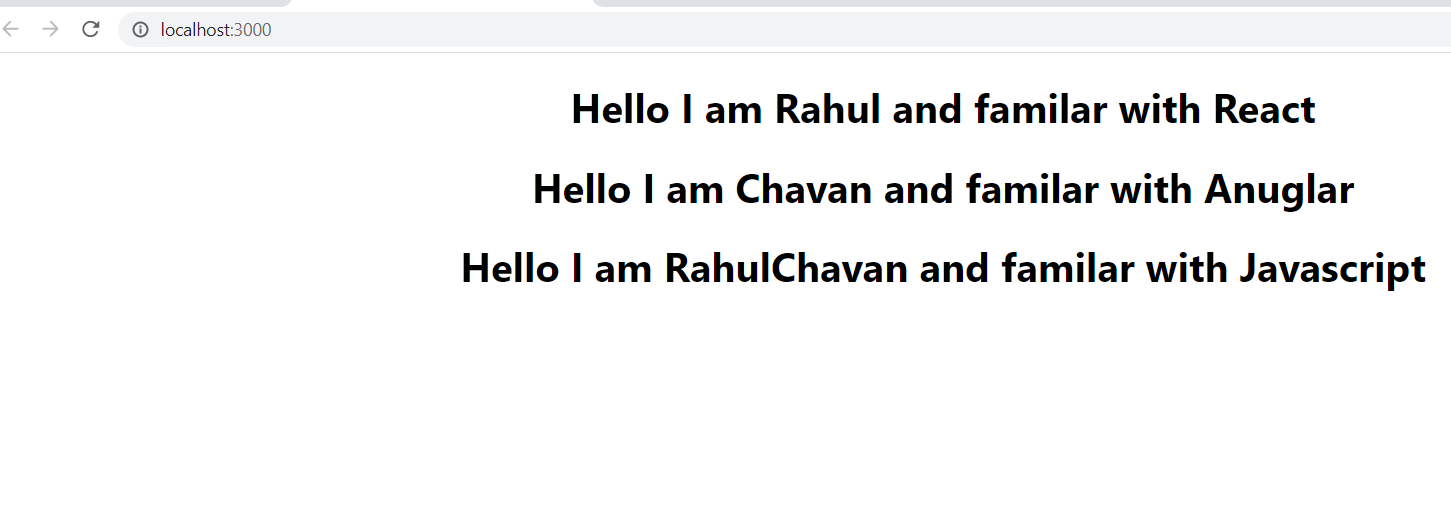 localhost:3000
Hello I am Rahul and familar with React
Hello I am Chavan and familar with Anuglar
Hello I am RahulChavan and familar with Javascript